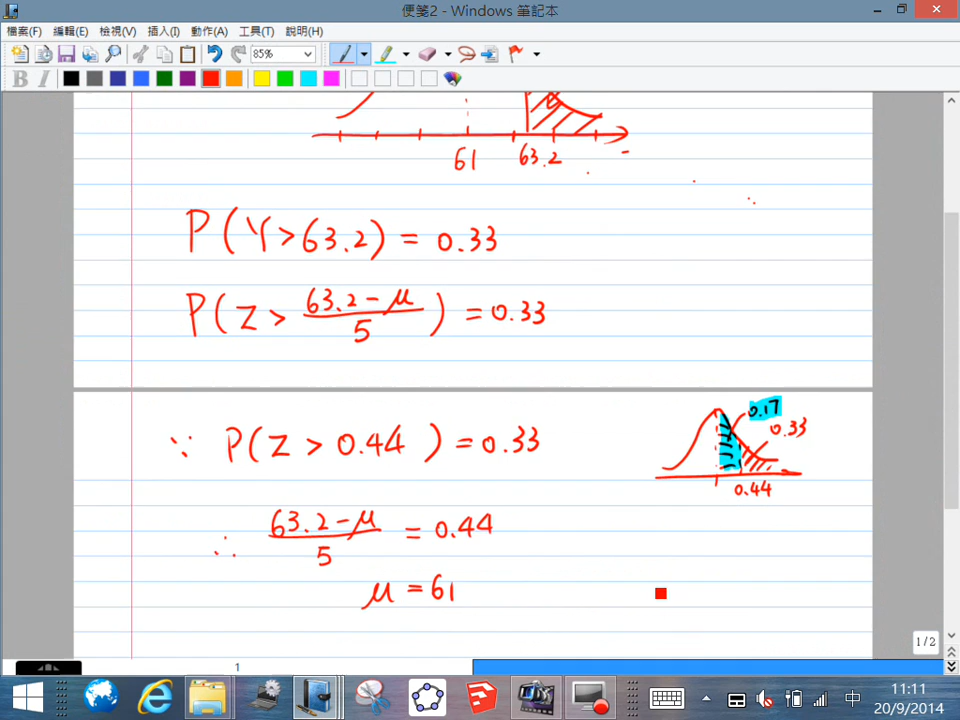 便箋2 - Windows 筆記本
檔案(F) 編輯(E) 檢視(V) 插入(I) 動作(A) 工具(T) 說明(H)
85%
B I
61 63.2
P(Y>63.2) = 0.33
P(Z > (63.2-μ)/5) = 0.33
∵ P(Z > 0.44) = 0.33
0.17
0.33
0.44
∴ (63.2-μ)/5 = 0.44
μ = 61
1/2
1
中
11:11
20/9/2014